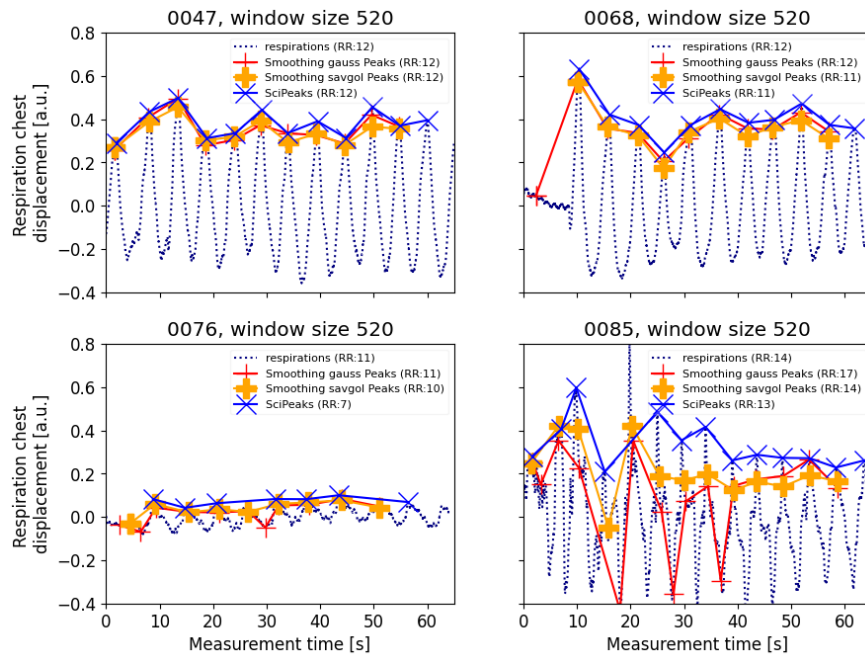 0047, window size 520
0.8
0.6
0.4
0.2
0.0
−0.2
−0.4
Respiration chest
displacement [a.u.]
respirations (RR:12)
Smoothing gauss Peaks (RR:12)
Smoothing savgol Peaks (RR:12)
SciPeaks (RR:12)
0068, window size 520
respirations (RR:12)
Smoothing gauss Peaks (RR:12)
Smoothing savgol Peaks (RR:11)
SciPeaks (RR:11)
0076, window size 520
0.8
0.6
0.4
0.2
0.0
−0.2
−0.4
Respiration chest
displacement [a.u.]
respirations (RR:11)
Smoothing gauss Peaks (RR:11)
Smoothing savgol Peaks (RR:10)
SciPeaks (RR:7)
0 10 20 30 40 50 60
Measurement time [s]
0085, window size 520
respirations (RR:14)
Smoothing gauss Peaks (RR:17)
Smoothing savgol Peaks (RR:14)
SciPeaks (RR:13)
0 10 20 30 40 50 60
Measurement time [s]